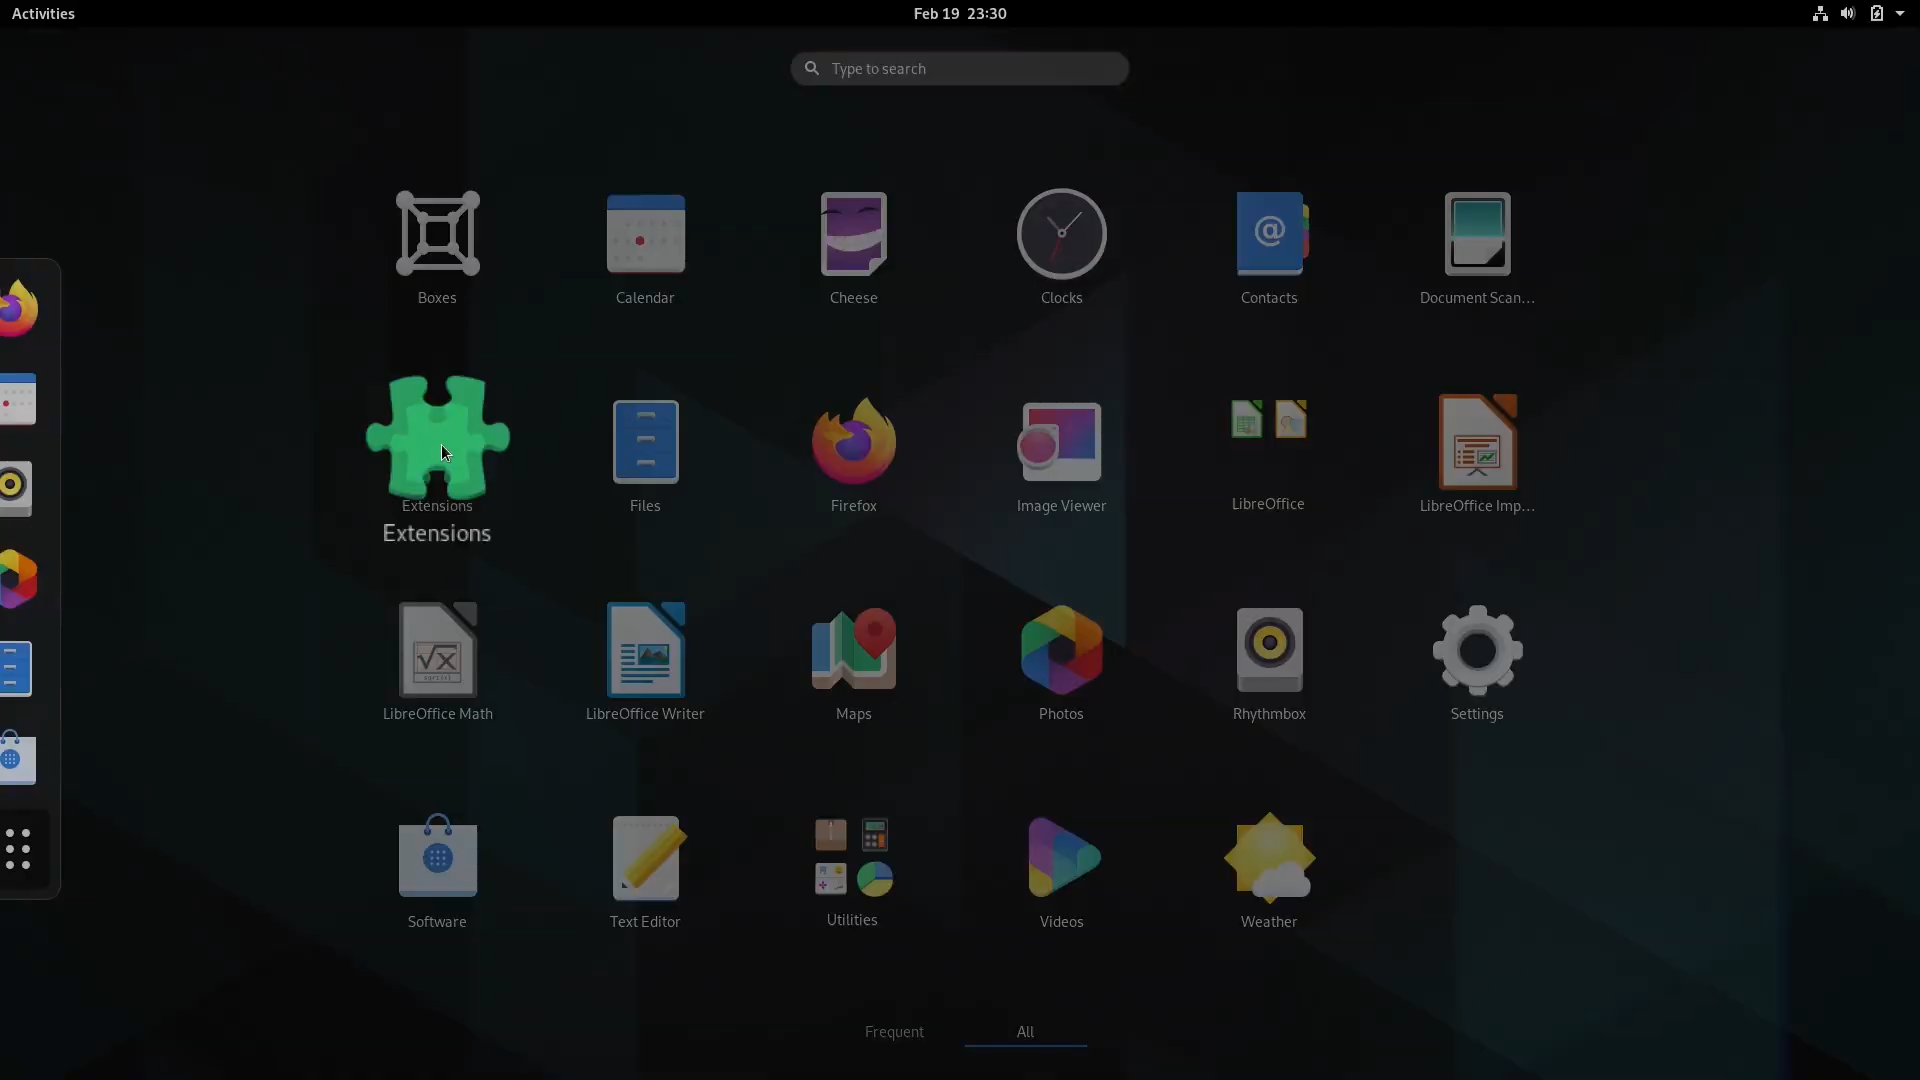 Activities
Feb 19 23:30
Type to search
Boxes
Calendar
Cheese
Clocks
Contacts
Document Scan...
Extensions
Extensions
Files
Firefox
Image Viewer
LibreOffice
LibreOffice Imp...
LibreOffice Math
LibreOffice Writer
Maps
Photos
Rhythmbox
Settings
Software
Text Editor
Utilities
Videos
Weather
Frequent
All